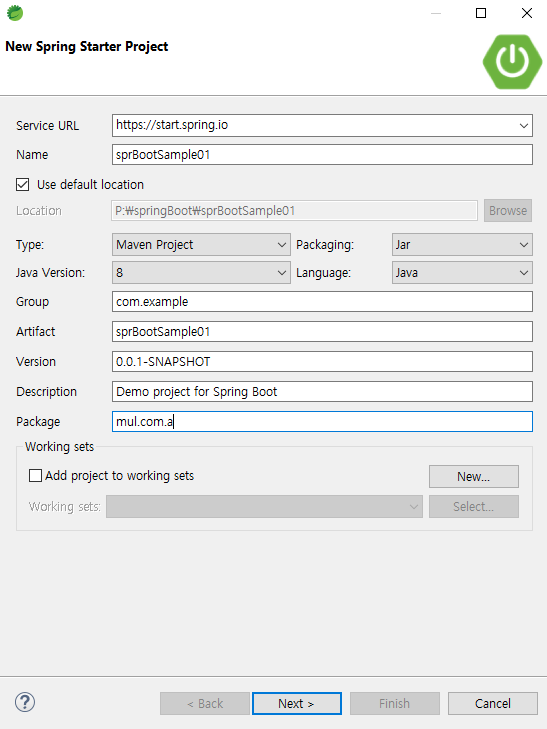 New Spring Starter Project
Service URL https://start.spring.io
Name sprBootSample01
Use default location
Location P:₩springBoot₩sprBootSample01 Browse
Type: Maven Project Packaging: Jar
Java Version: 8 Language: Java
Group com.example
Artifact sprBootSample01
Version 0.0.1-SNAPSHOT
Description Demo project for Spring Boot
Package mul.com.a
Working sets
Add project to working sets New...
Working sets: Select...
? < Back Next > Finish Cancel